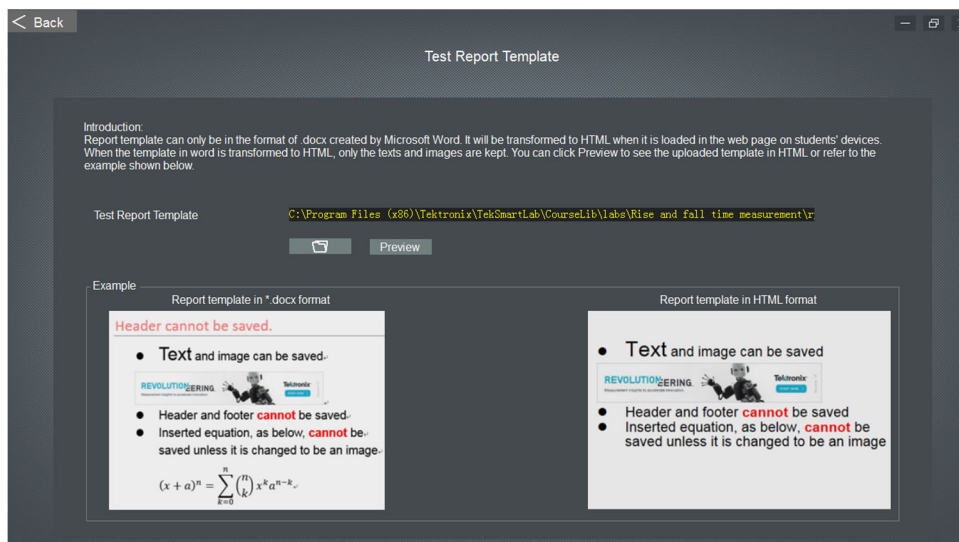 Back
Test Report Template
Introduction:
Report template can only be in the format of .docx created by Microsoft Word. It will be transformed to HTML when it is loaded in the web page on students' devices.
When the template in word is transformed to HTML, only the texts and images are kept. You can click Preview to see the uploaded template in HTML or refer to the
example shown below.
Test Report Template
C:\Program Files (x86)\Tektronix\TekSmartLab\CourseLib\labs\Rise and fall time measurement\r
Preview
Example
Report template in *.docx format
Header cannot be saved.
● Text and image can be saved
REVOLUTIONEERING
Tektronix
● Header and footer cannot be saved
● Inserted equation, as below, cannot be
saved unless it is changed to be an image
(x + a)^n = ∑_{k=0}^{n} (n k) x^k a^{n−k}
Report template in HTML format
● Text and image can be saved
REVOLUTIONEERING
Tektronix
● Header and footer cannot be saved
● Inserted equation, as below, cannot be
saved unless it is changed to be an image